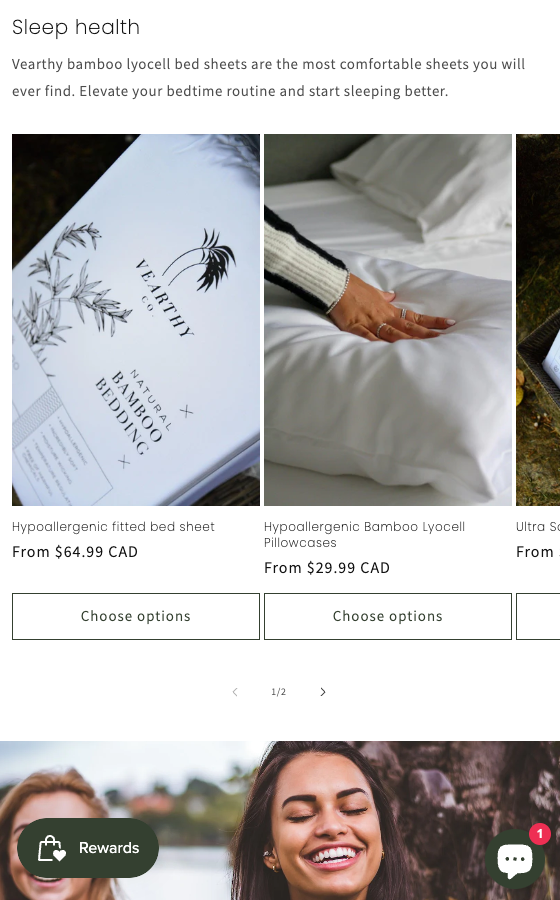 Sleep health
Vearthy bamboo lyocell bed sheets are the most comfortable sheets you will
ever find. Elevate your bedtime routine and start sleeping better.
VEARTHY
CO.
NATURAL
BAMBOO
BEDDING
Hypoallergenic fitted bed sheet
From $64.99 CAD
Choose options
Hypoallergenic Bamboo Lyocell
Pillowcases
From $29.99 CAD
Choose options
Ultra
From
1/2
Rewards
1